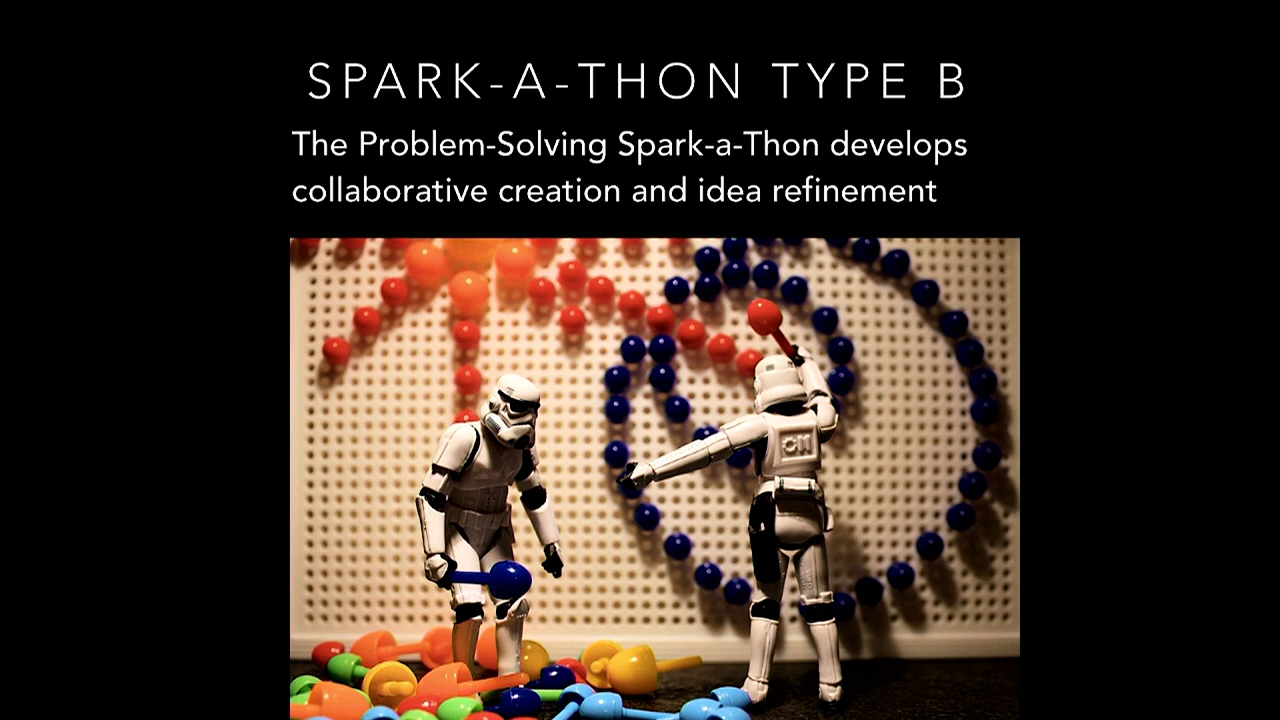 SPARK-A-THON TYPE B
The Problem-Solving Spark-a-Thon develops
collaborative creation and idea refinement